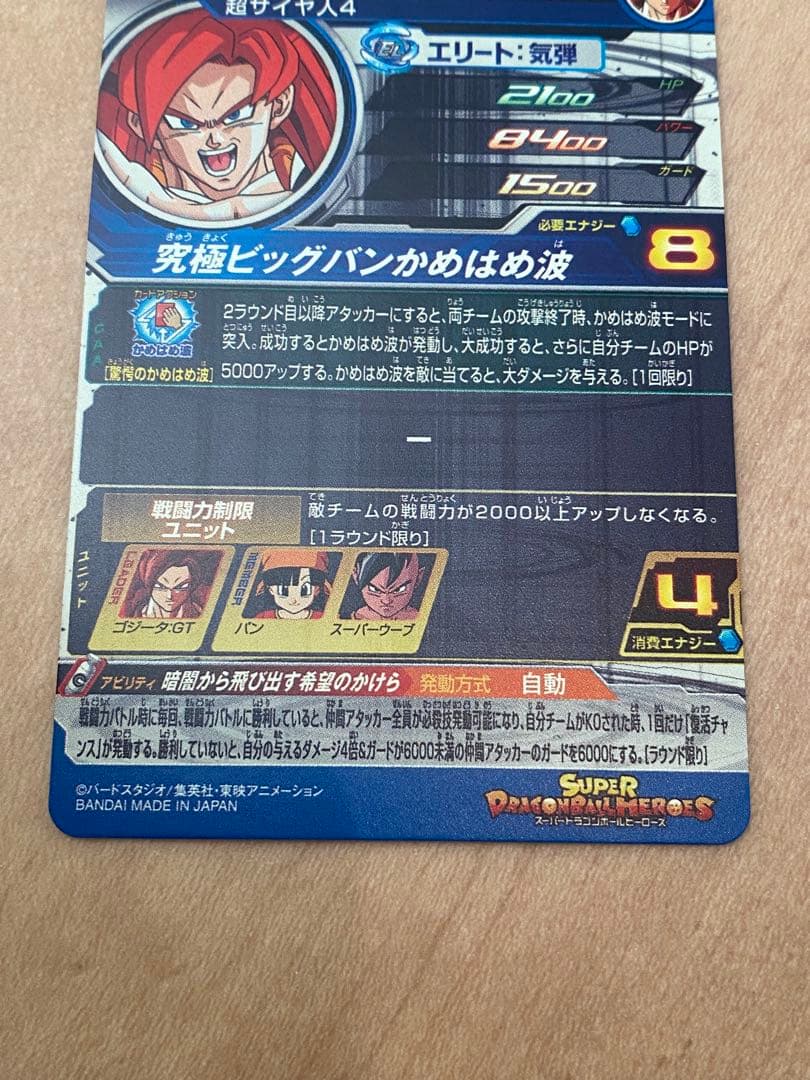 超サイヤ人4
EL エリート:気弾
2100 HP
8400 パワー
1500 ガード
必要エナジー 8
究極ビッグバンかめはめ波
きゅう きょく は
CAA
カードアクション
かめはめ波
[驚愕のかめはめ波]
2ラウンド目以降アタッカーにすると、両チームの攻撃終了時、かめはめ波モードに
突入。成功するとかめはめ波が発動し、大成功すると、さらに自分チームのHPが
5000アップする。かめはめ波を敵に当てると、大ダメージを与える。[1回限り]
ー
戦闘力制限
ユニット
敵チームの戦闘力が2000以上アップしなくなる。
[1ラウンド限り]
ユニット
LEADER
MEMBER
ゴジータ:GT
パン
スーパーウーブ
4
消費エナジー
アビリティ 暗闇から飛び出す希望のかけら 発動方式 自動
戦闘力バトル時に毎回、戦闘力バトルに勝利していると、仲間アタッカー全員が必殺技発動可能になり、自分チームがKOされた時、1回だけ「復活チャ
ンス」が発動する。勝利していないと、自分の与えるダメージ4倍&ガードが6000未満の仲間アタッカーのガードを6000にする。[ラウンド限り]
©バードスタジオ/集英社・東映アニメーション
BANDAI MADE IN JAPAN
SUPER
DRAGONBALL HEROES
スーパードラゴンボールヒーローズ